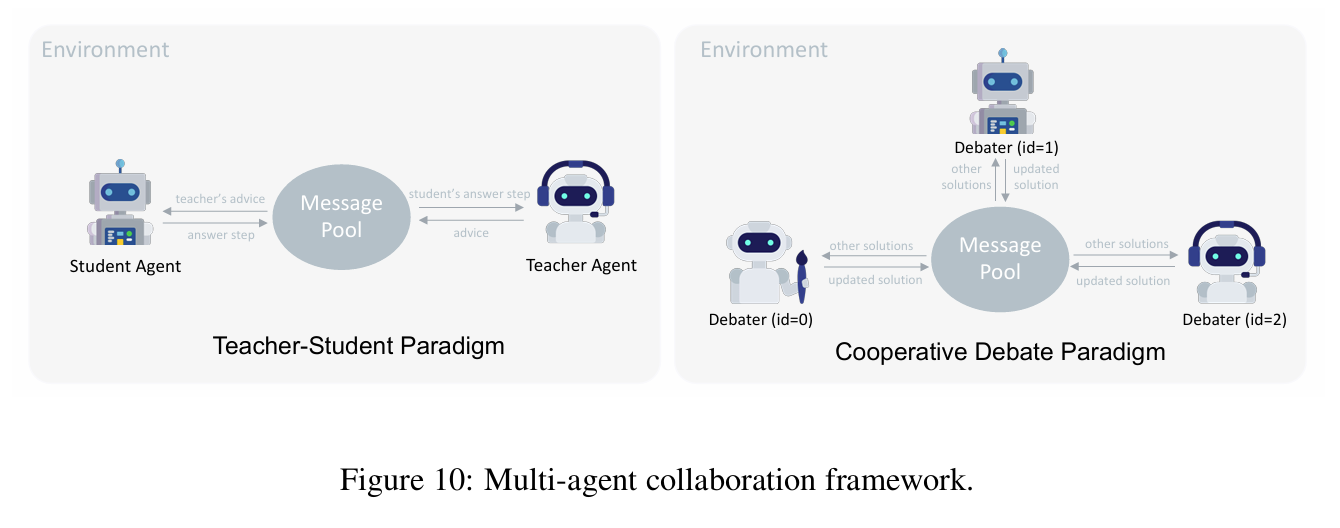 Environment
teacher's advice
answer step
Message
Pool
student's answer step
advice
Student Agent
Teacher Agent
Teacher-Student Paradigm
Environment
Debater (id=1)
other
solutions
updated
solution
other solutions
updated solution
Message
Pool
other solutions
updated solution
Debater (id=0)
Debater (id=2)
Cooperative Debate Paradigm
Figure 10: Multi-agent collaboration framework.